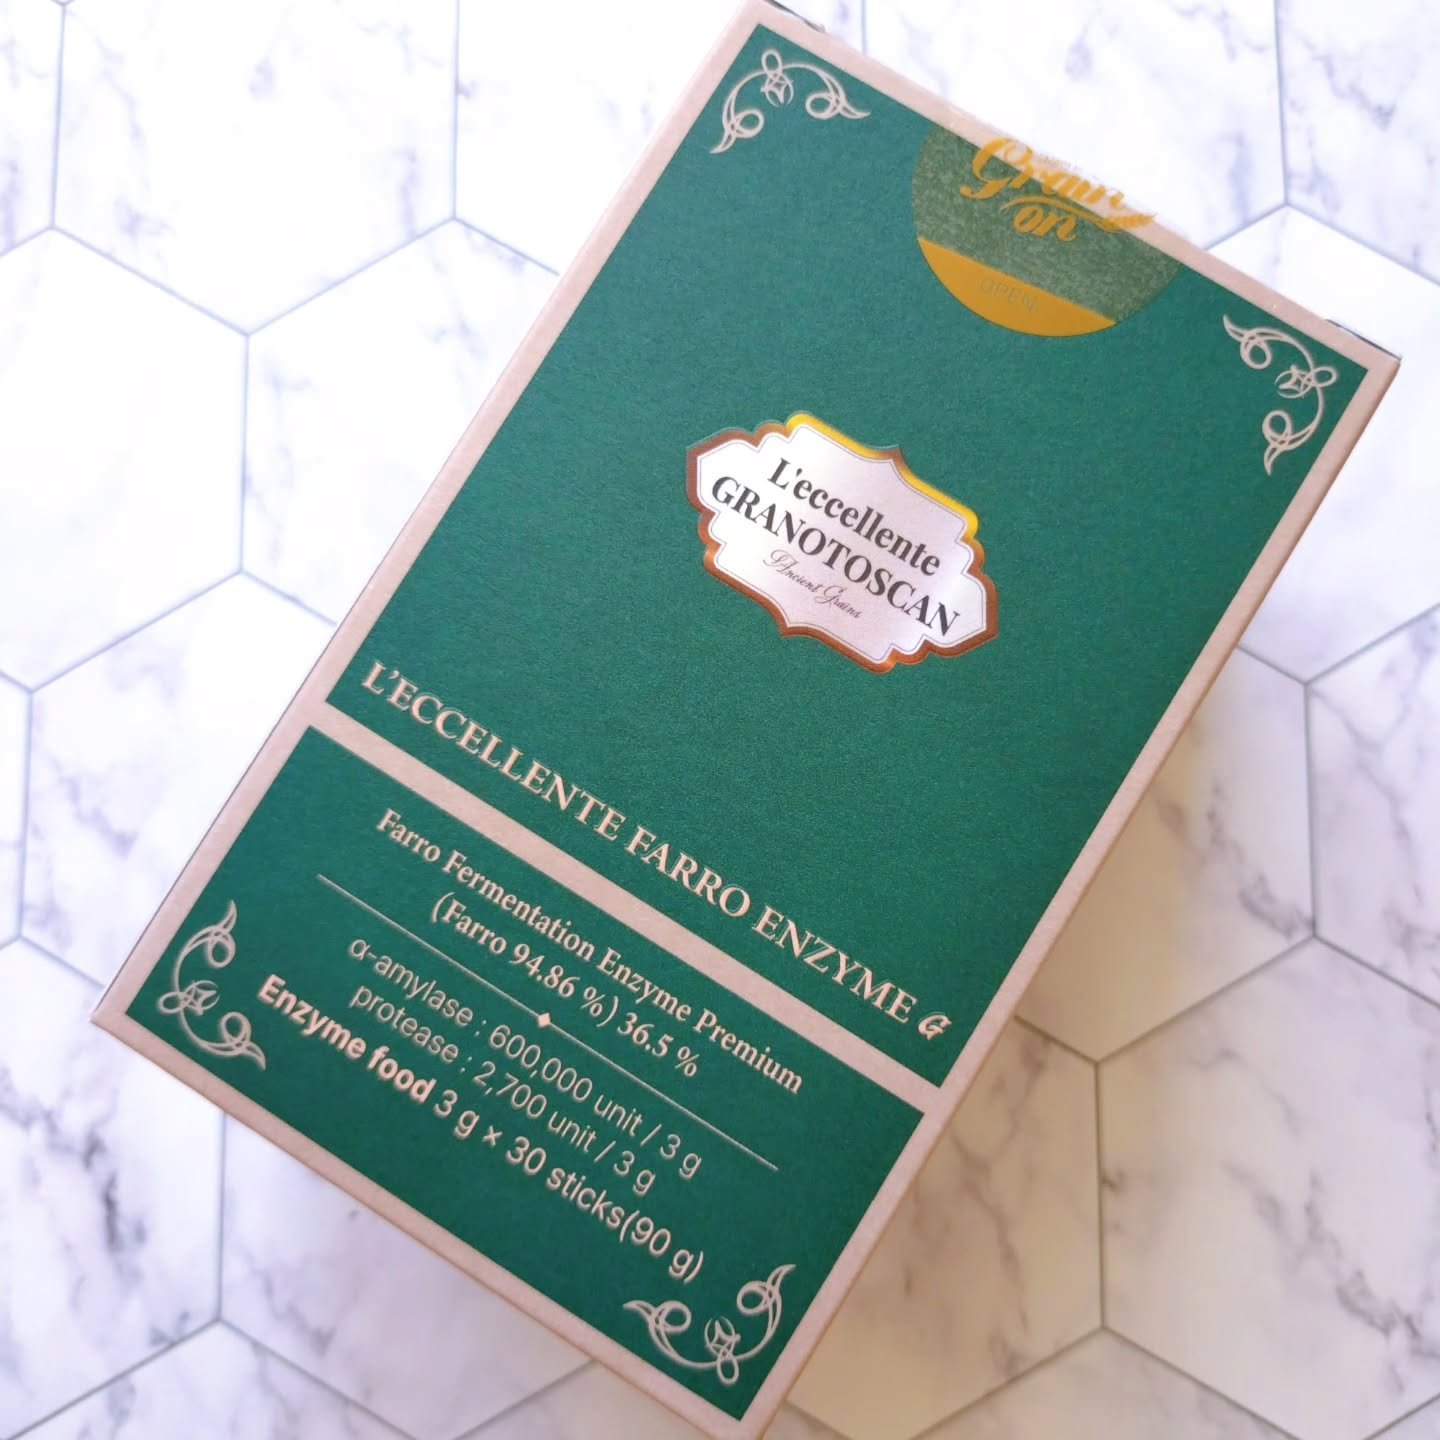 Grain
on
OPEN
L'eccellente
GRANOTOSCAN
L'Ancient Grains
L'ECCELLENTE FARRO ENZYME G
Farro Fermentation Enzyme Premium
(Farro 94.86 %) 36.5 %
α-amylase : 600,000 unit / 3 g
protease : 2,700 unit / 3 g
Enzyme food 3 g × 30 sticks(90 g)